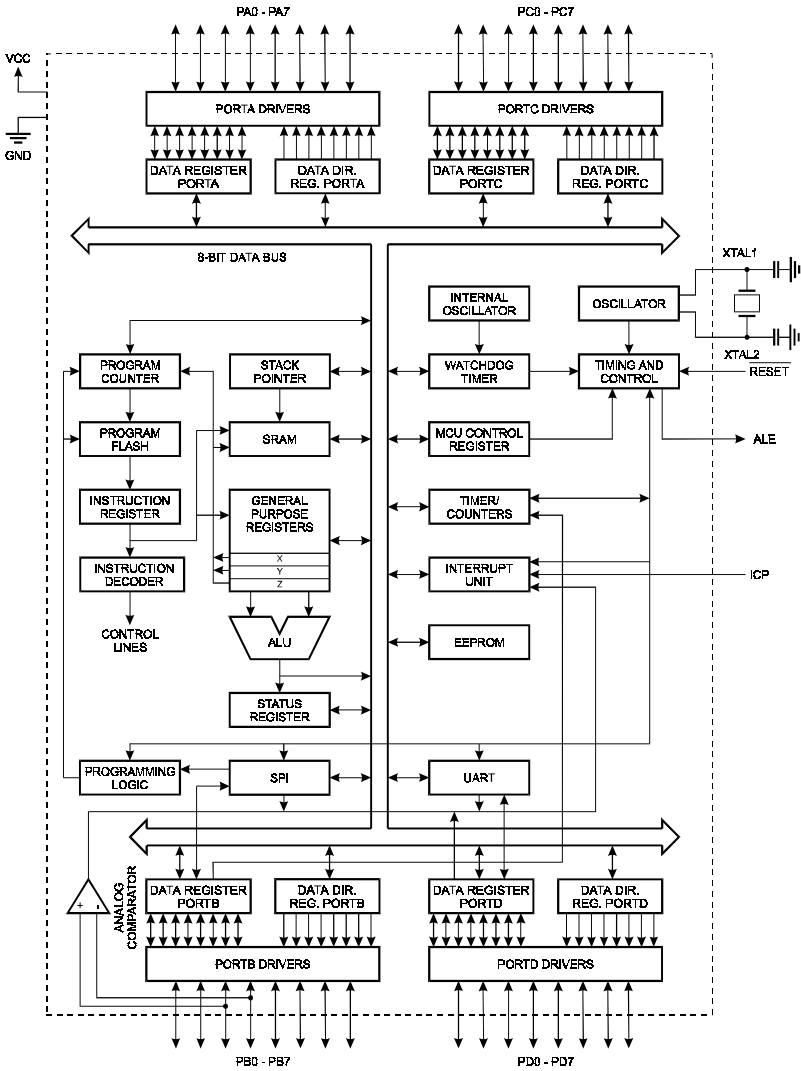 PA0 - PA7
PC0 - PC7
VCC
GND
PORTA DRIVERS
PORTC DRIVERS
DATA REGISTER
PORTA
DATA DIR.
REG. PORTA
DATA REGISTER
PORTC
DATA DIR.
REG. PORTC
8-BIT DATA BUS
XTAL1
INTERNAL
OSCILLATOR
OSCILLATOR
XTAL2
PROGRAM
COUNTER
STACK
POINTER
WATCHDOG
TIMER
TIMING AND
CONTROL
RESET
PROGRAM
FLASH
SRAM
MCU CONTROL
REGISTER
ALE
INSTRUCTION
REGISTER
GENERAL
PURPOSE
REGISTERS
X
Y
Z
TIMER/
COUNTERS
INSTRUCTION
DECODER
INTERRUPT
UNIT
ICP
CONTROL
LINES
ALU
EEPROM
STATUS
REGISTER
PROGRAMMING
LOGIC
SPI
UART
ANALOG
COMPARATOR
+
-
DATA REGISTER
PORTB
DATA DIR.
REG. PORTB
DATA REGISTER
PORTD
DATA DIR.
REG. PORTD
PORTB DRIVERS
PORTD DRIVERS
PB0 - PB7
PD0 - PD7